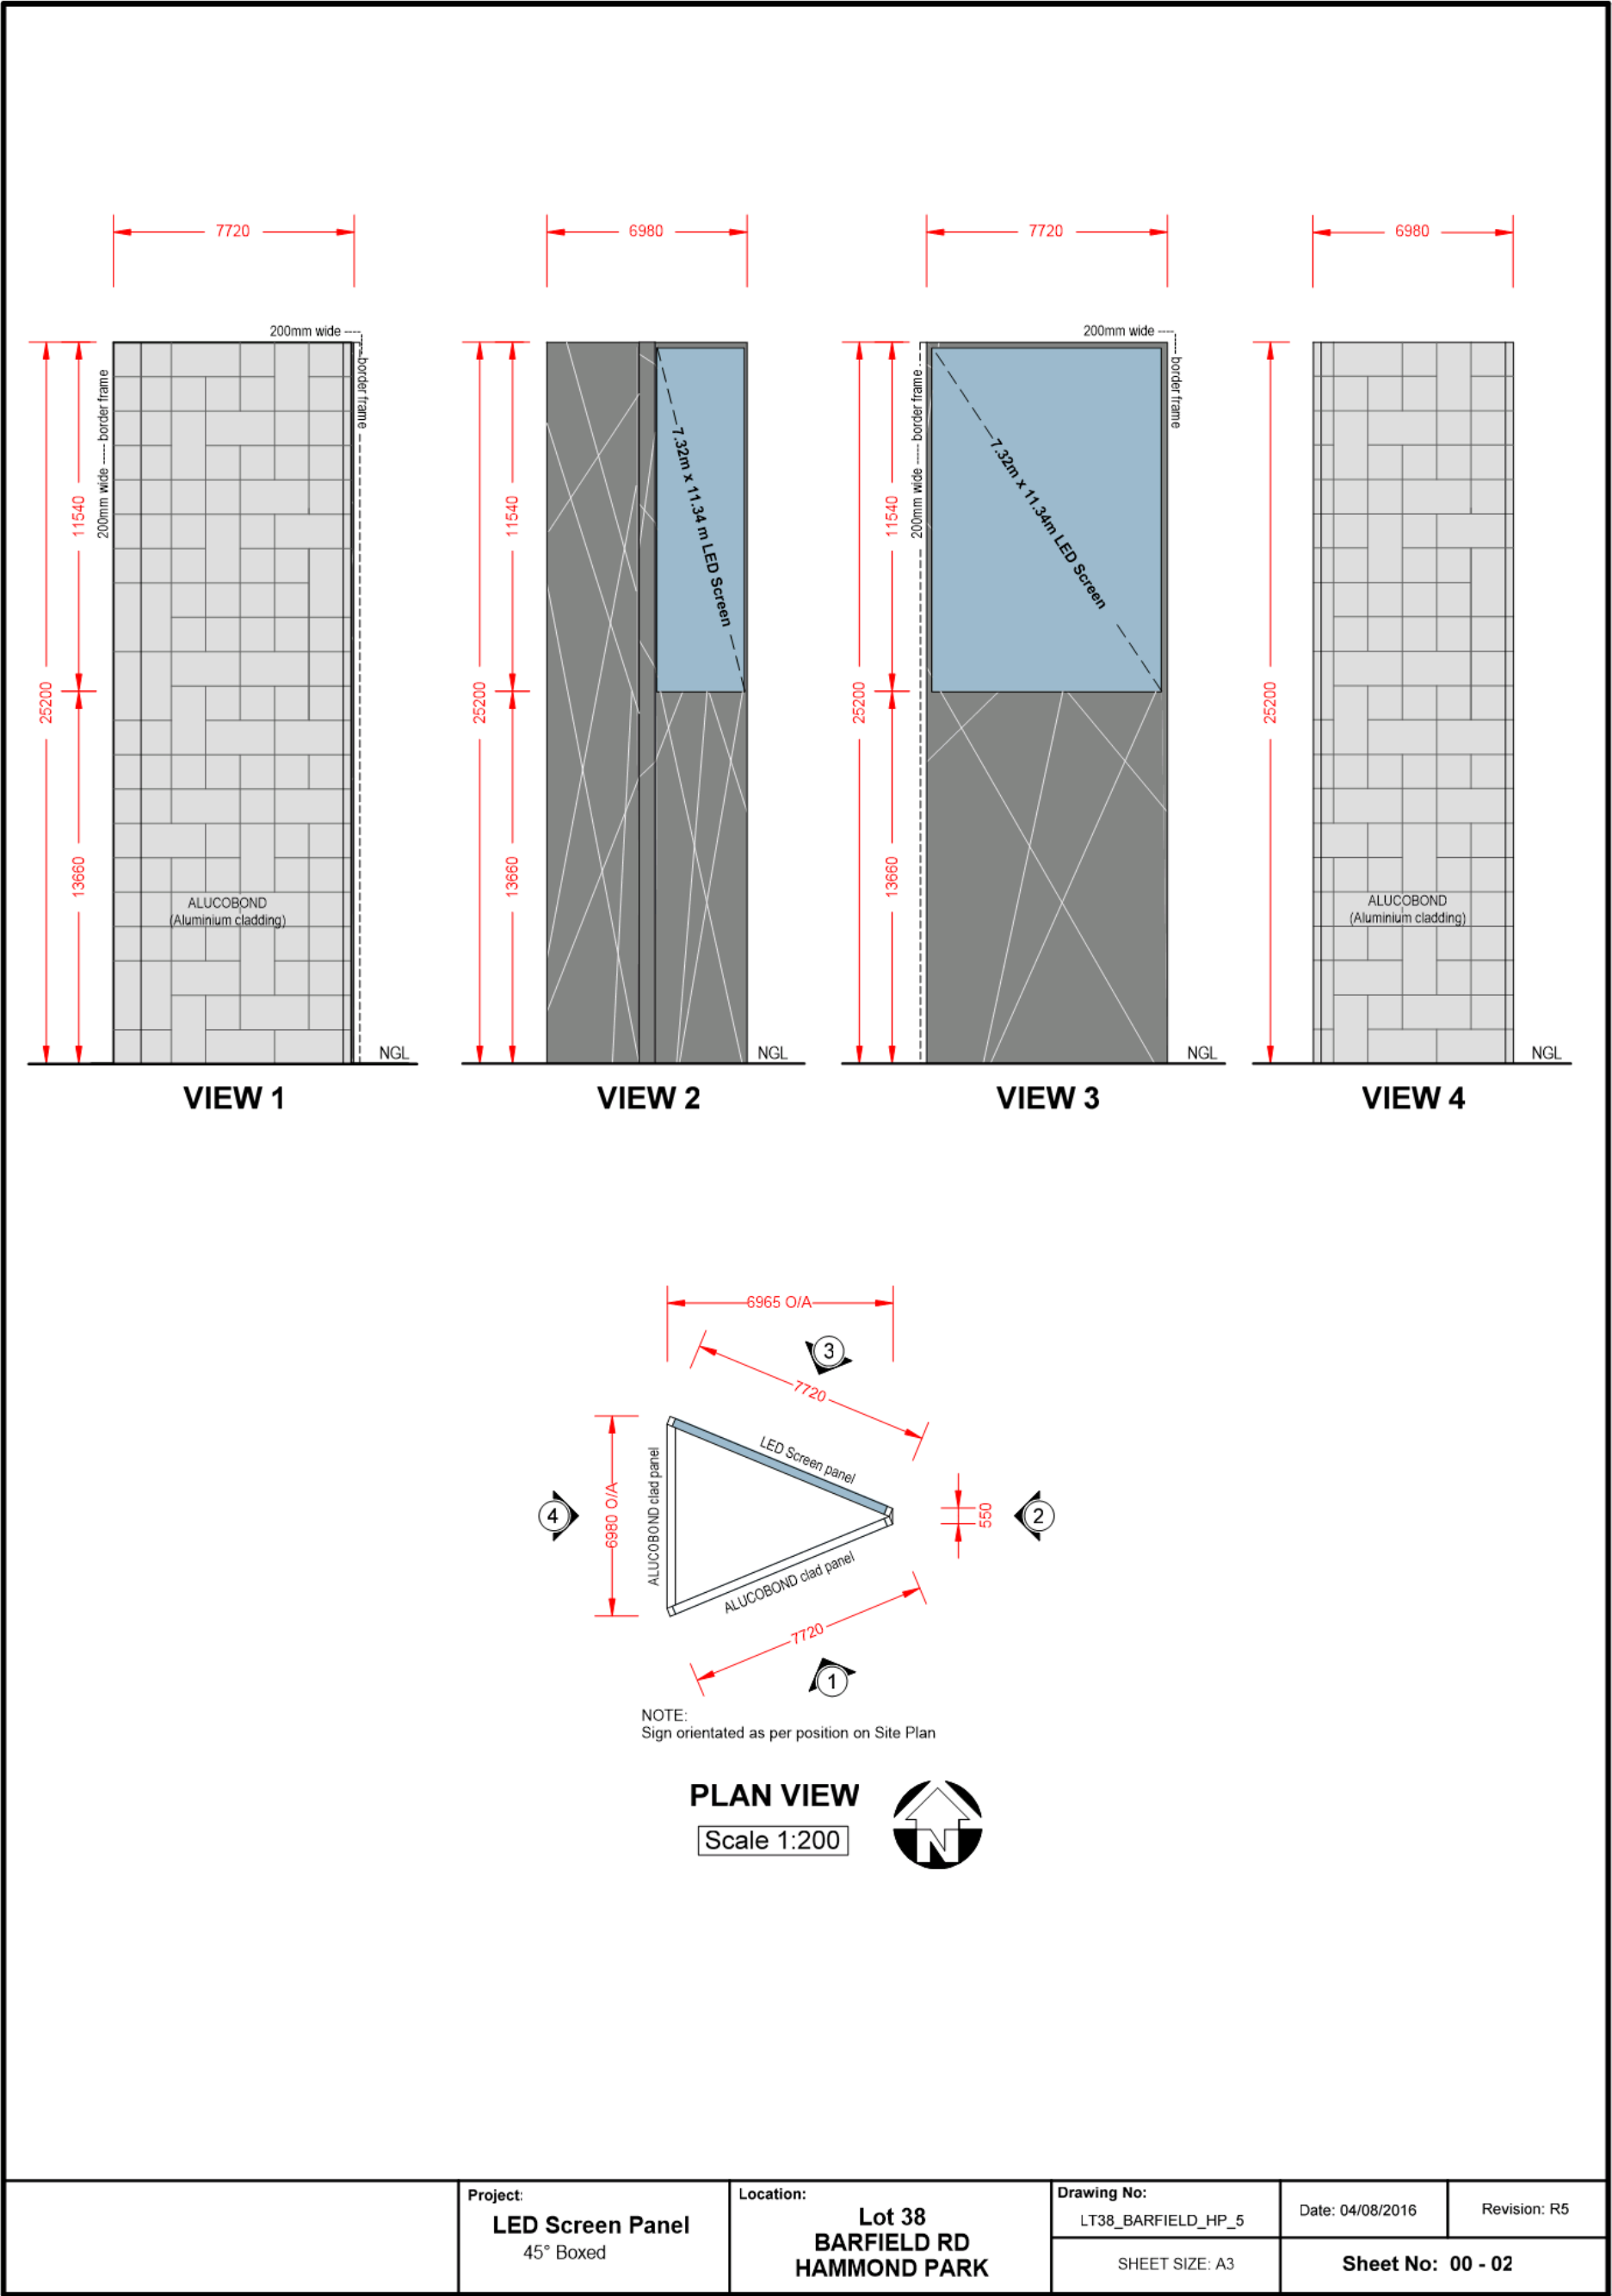 7720
6980
7720
6980
200mm wide
border frame
200mm wide
border frame
25200
11540
13660
ALUCOBOND
(Aluminium cladding)
NGL
VIEW 1
25200
11540
13660
7.32m x 11.34 m LED Screen
NGL
VIEW 2
200mm wide
border frame
200mm wide
border frame
25200
11540
13660
7.32m x 11.34m LED Screen
NGL
VIEW 3
25200
ALUCOBOND
(Aluminium cladding)
NGL
VIEW 4
6965 O/A
3
7720
LED Screen panel
ALUCOBOND clad panel
6980 O/A
4
550
2
ALUCOBOND clad panel
7720
1
NOTE:
Sign orientated as per position on Site Plan
PLAN VIEW
Scale 1:200
N
Project:
LED Screen Panel
45° Boxed
Location:
Lot 38
BARFIELD RD
HAMMOND PARK
Drawing No:
LT38_BARFIELD_HP_5
SHEET SIZE: A3
Date: 04/08/2016
Revision: R5
Sheet No: 00 - 02